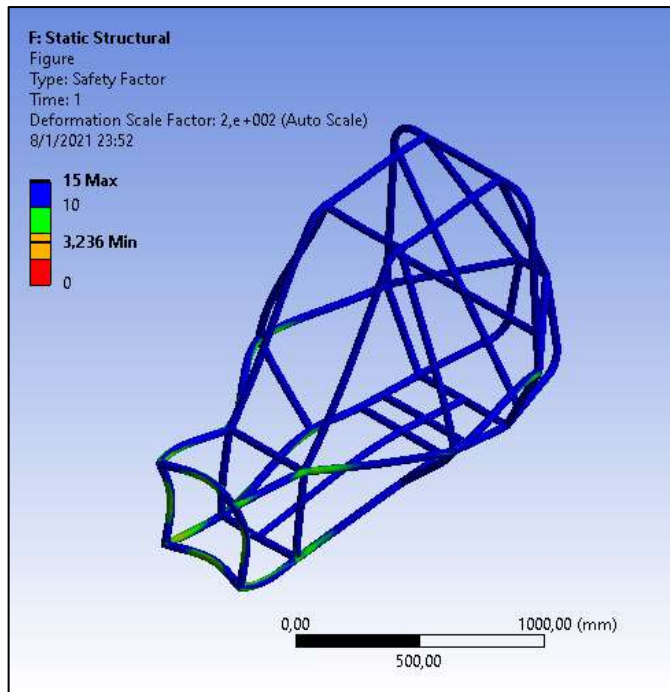 F: Static Structural
Figure
Type: Safety Factor
Time: 1
Deformation Scale Factor: 2,e+002 (Auto Scale)
8/1/2021 23:52
15 Max
10
3,236 Min
0
0,00 1000,00 (mm)
500,00